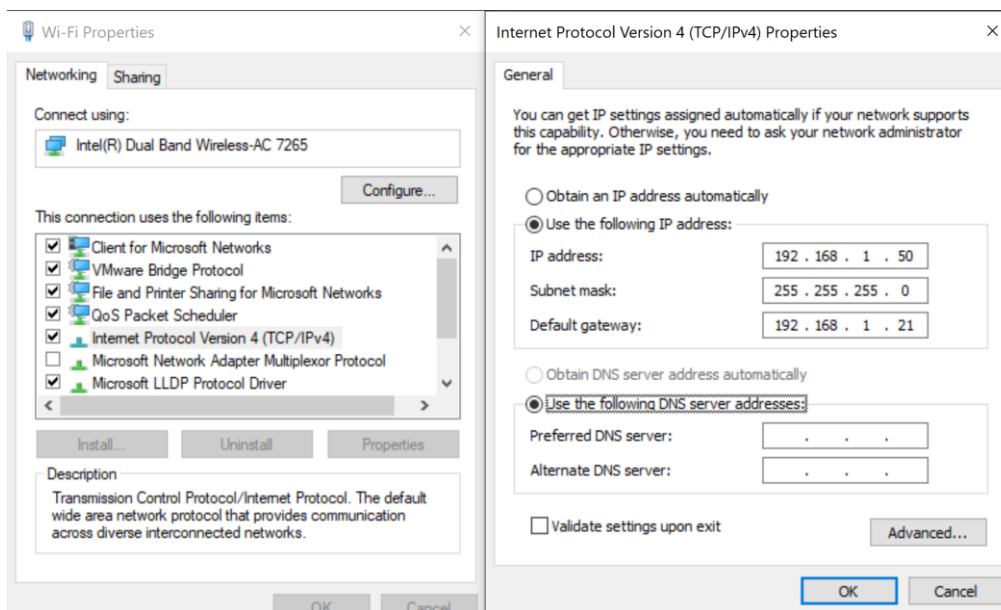 Wi-Fi Properties
Networking
Sharing
Connect using:
Intel(R) Dual Band Wireless-AC 7265
Configure...
This connection uses the following items:
Client for Microsoft Networks
VMware Bridge Protocol
File and Printer Sharing for Microsoft Networks
QoS Packet Scheduler
Internet Protocol Version 4 (TCP/IPv4)
Microsoft Network Adapter Multiplexor Protocol
Microsoft LLDP Protocol Driver
Install... Uninstall Properties
Description
Transmission Control Protocol/Internet Protocol. The default
wide area network protocol that provides communication
across diverse interconnected networks.
OK Cancel
Internet Protocol Version 4 (TCP/IPv4) Properties
General
You can get IP settings assigned automatically if your network supports
this capability. Otherwise, you need to ask your network administrator
for the appropriate IP settings.
Obtain an IP address automatically
Use the following IP address:
IP address: 192 . 168 . 1 . 50
Subnet mask: 255 . 255 . 255 . 0
Default gateway: 192 . 168 . 1 . 21
Obtain DNS server address automatically
Use the following DNS server addresses:
Preferred DNS server: . . .
Alternate DNS server: . . .
Validate settings upon exit
Advanced...
OK Cancel